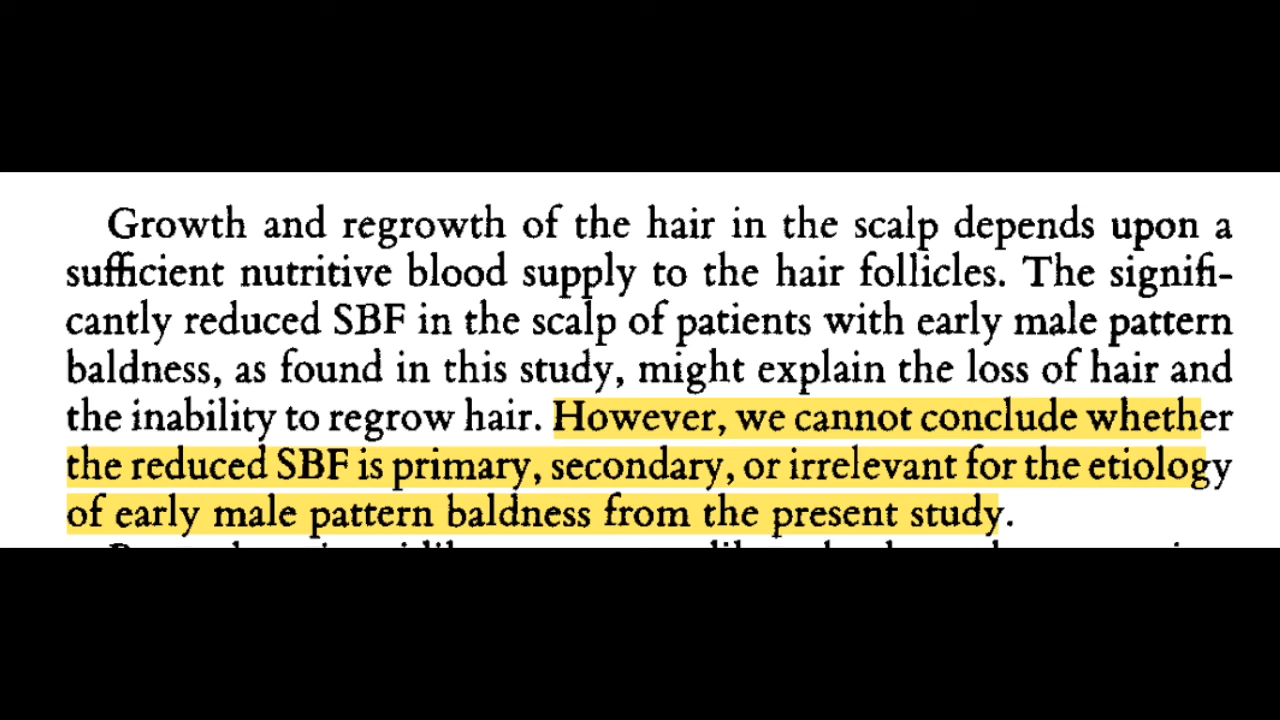 Growth and regrowth of the hair in the scalp depends upon a
sufficient nutritive blood supply to the hair follicles. The signifi-
cantly reduced SBF in the scalp of patients with early male pattern
baldness, as found in this study, might explain the loss of hair and
the inability to regrow hair. However, we cannot conclude whether
the reduced SBF is primary, secondary, or irrelevant for the etiology
of early male pattern baldness from the present study.